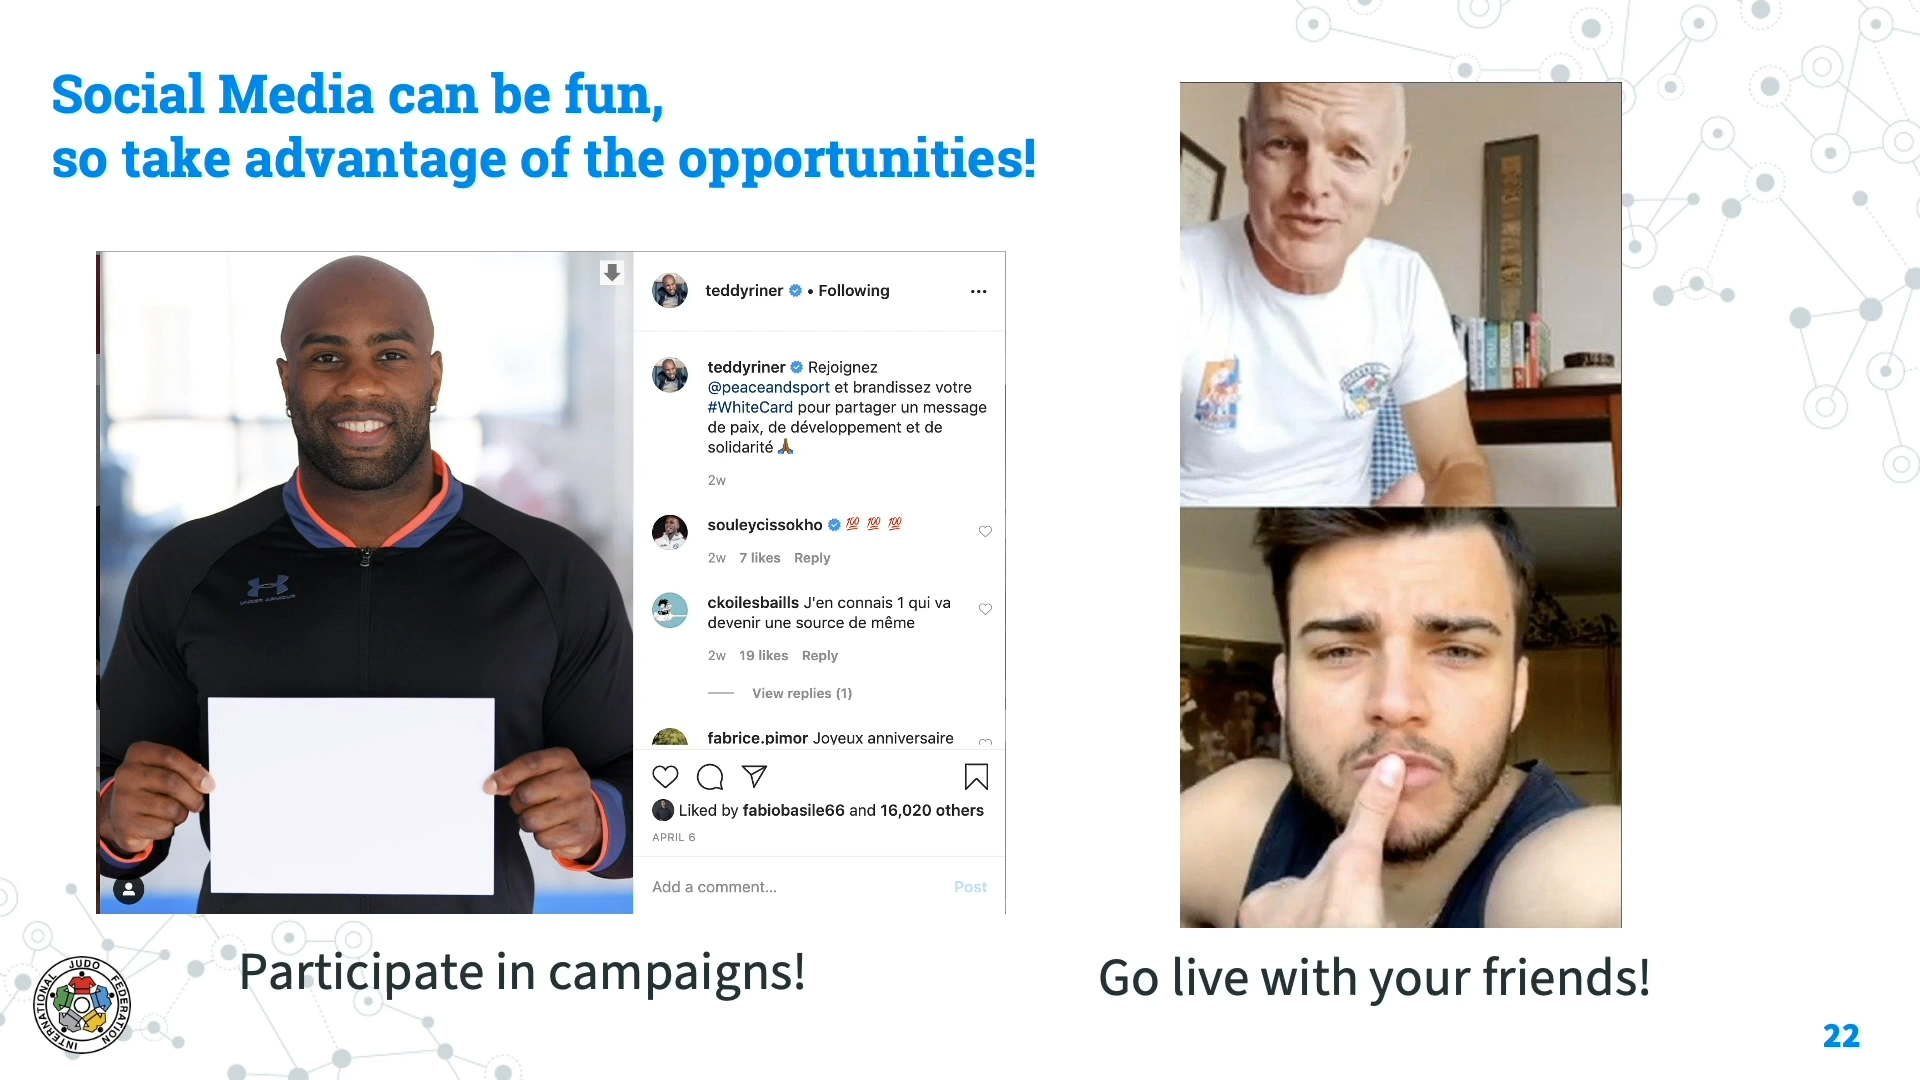 Social Media can be fun,
so take advantage of the opportunities!
teddyriner • Following
teddyriner Rejoignez
@peaceandsport et brandissez votre
#WhiteCard pour partager un message
de paix, de développement et de
solidarité 🙏🏾
2w
souleycissokho 💯 💯 💯
2w 7 likes Reply
ckoilesbaills J'en connais 1 qui va
devenir une source de même
2w 19 likes Reply
View replies (1)
fabrice.pimor Joyeux anniversaire
Liked by fabiobasile66 and 16,020 others
APRIL 6
Add a comment... Post
UNDER ARMOUR
Participate in campaigns!
Go live with your friends!
INTERNATIONAL JUDO FEDERATION
22